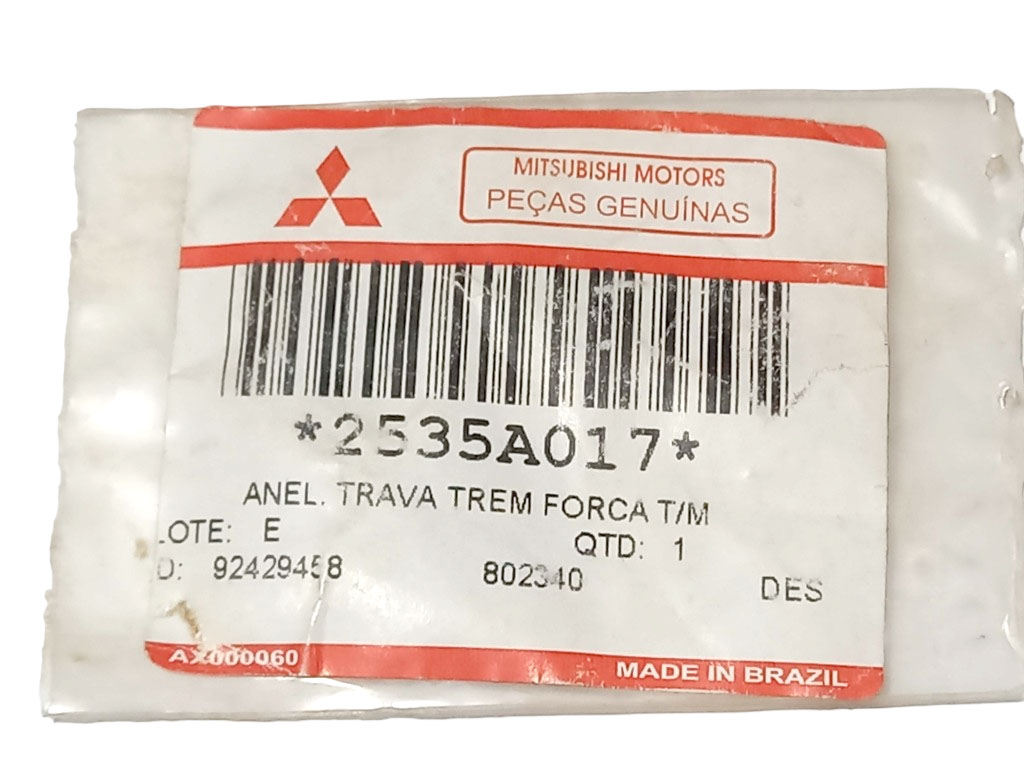 MITSUBISHI MOTORS
PEÇAS GENUÍNAS
*2535A017*
ANEL. TRAVA TREM FORCA T/M
LOTE: E QTD: 1
D: 92429458 802340 DES
AX000060 MADE IN BRAZIL